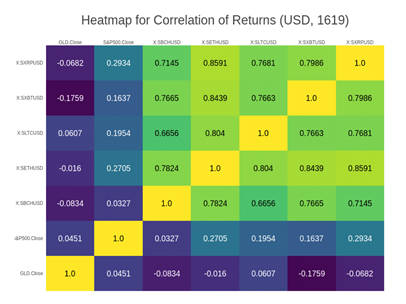 Heatmap for Correlation of Returns (USD, 1619)
GLD.Close S&P500.Close X:SBCHUSD X:SETHUSD X:SLTCUSD X:SXBTUSD X:SXRPUSD
X:SXRPUSD -0.0682 0.2934 0.7145 0.8591 0.7681 0.7986 1.0
X:SXBTUSD -0.1759 0.1637 0.7665 0.8439 0.7663 1.0 0.7986
X:SLTCUSD 0.0607 0.1954 0.6656 0.804 1.0 0.7663 0.7681
X:SETHUSD -0.016 0.2705 0.7824 1.0 0.804 0.8439 0.8591
X:SBCHUSD -0.0834 0.0327 1.0 0.7824 0.6656 0.7665 0.7145
&P500.Close 0.0451 1.0 0.0327 0.2705 0.1954 0.1637 0.2934
GLD.Close 1.0 0.0451 -0.0834 -0.016 0.0607 -0.1759 -0.0682